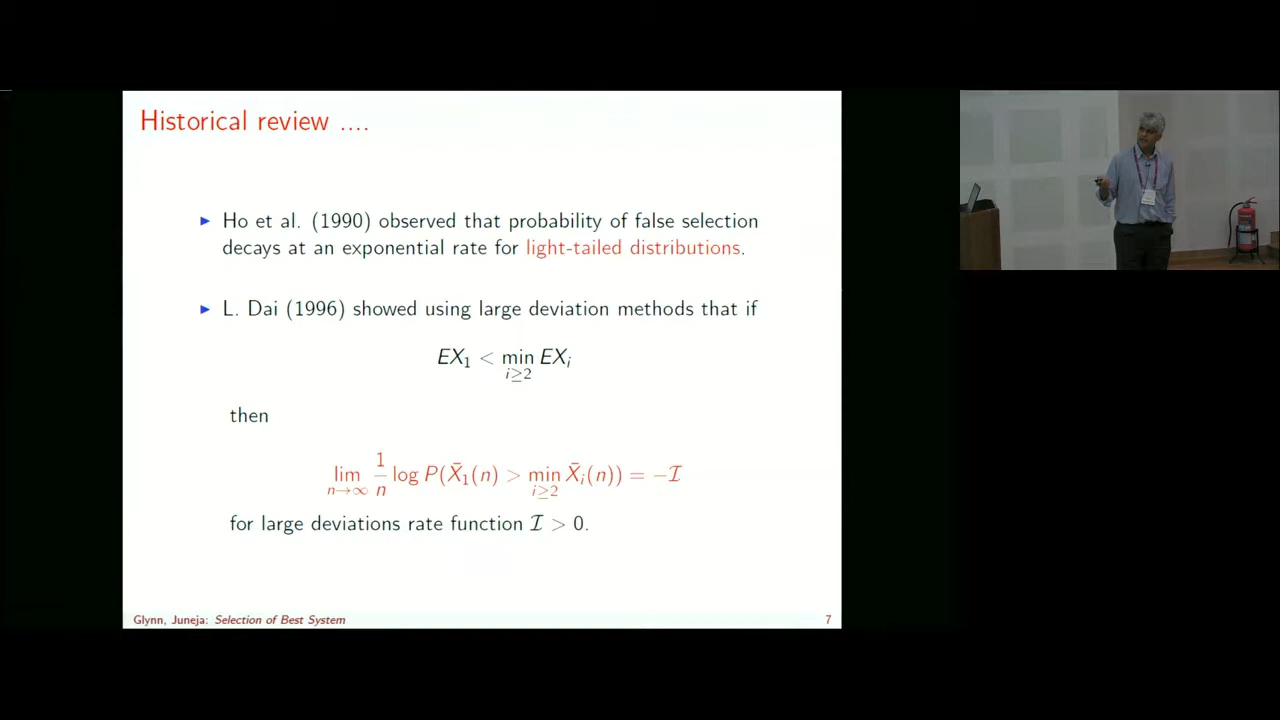 Historical review ....
▶ Ho et al. (1990) observed that probability of false selection
decays at an exponential rate for light-tailed distributions.
▶ L. Dai (1996) showed using large deviation methods that if
EX₁ < min_{i≥2} EXᵢ
then
lim_{n→∞} 1/n log P(X̄₁(n) > min_{i≥2} X̄ᵢ(n)) = −ℐ
for large deviations rate function ℐ > 0.
Glynn, Juneja: Selection of Best System
7